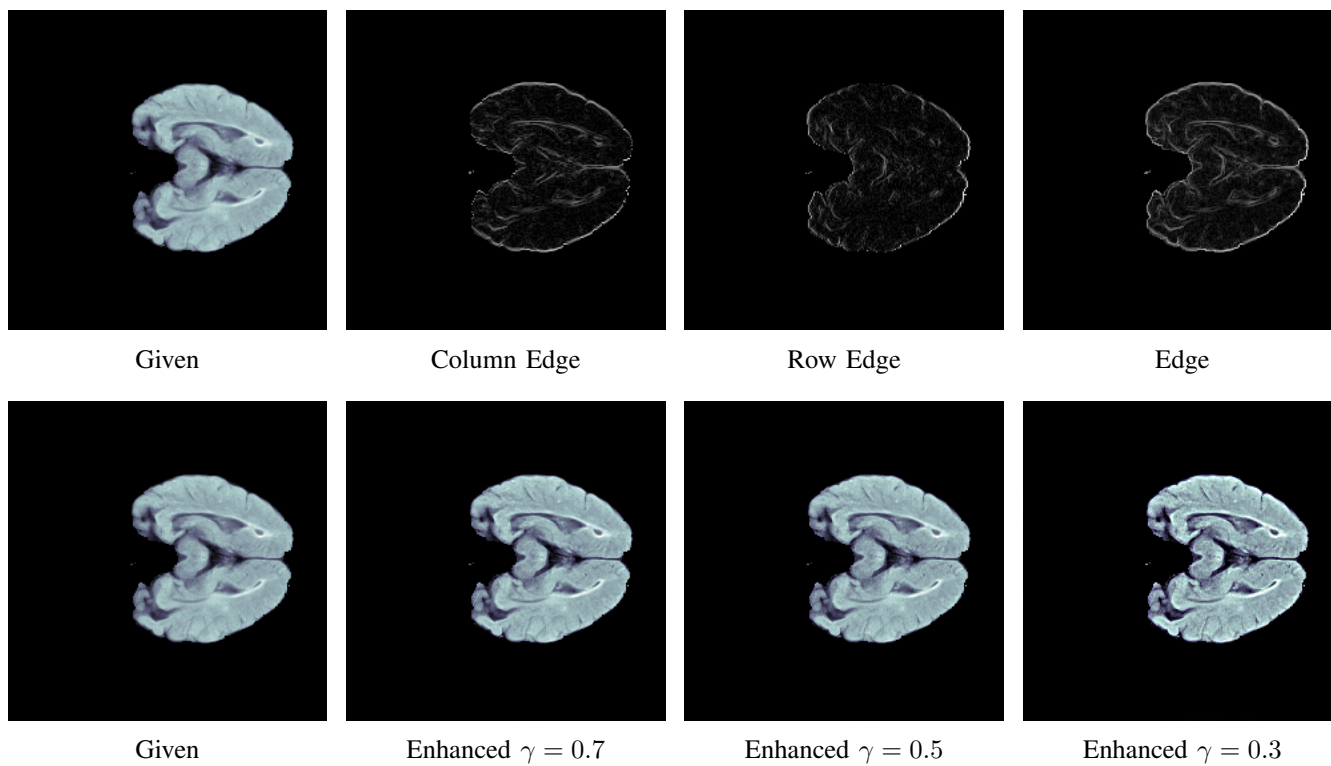 Given Column Edge Row Edge Edge
Given Enhanced γ = 0.7 Enhanced γ = 0.5 Enhanced γ = 0.3